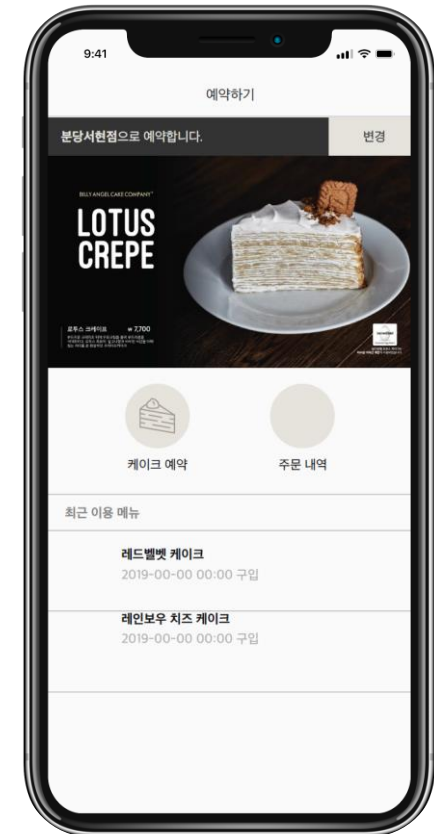 9:41
예약하기
분당서현점으로 예약합니다.
변경
BILLY ANGEL CAKE COMPANY
LOTUS
CREPE
로투스 크레이프 ₩ 7,700
케이크 예약
주문 내역
최근 이용 메뉴
레드벨벳 케이크
2019-00-00 00:00 구입
레인보우 치즈 케이크
2019-00-00 00:00 구입